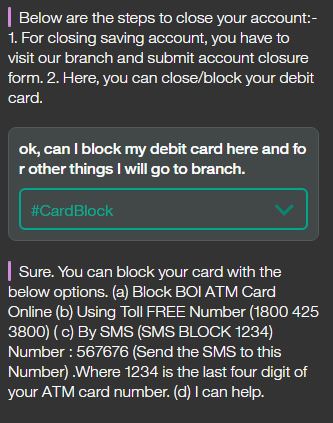 Below are the steps to close your account:-
1. For closing saving account, you have to
visit our branch and submit account closure
form. 2. Here, you can close/block your debit
card.
ok, can I block my debit card here and fo
r other things I will go to branch.
#CardBlock
Sure. You can block your card with the
below options. (a) Block BOI ATM Card
Online (b) Using Toll FREE Number (1800 425
3800) ( c) By SMS (SMS BLOCK 1234)
Number : 567676 (Send the SMS to this
Number) .Where 1234 is the last four digit of
your ATM card number. (d) I can help.